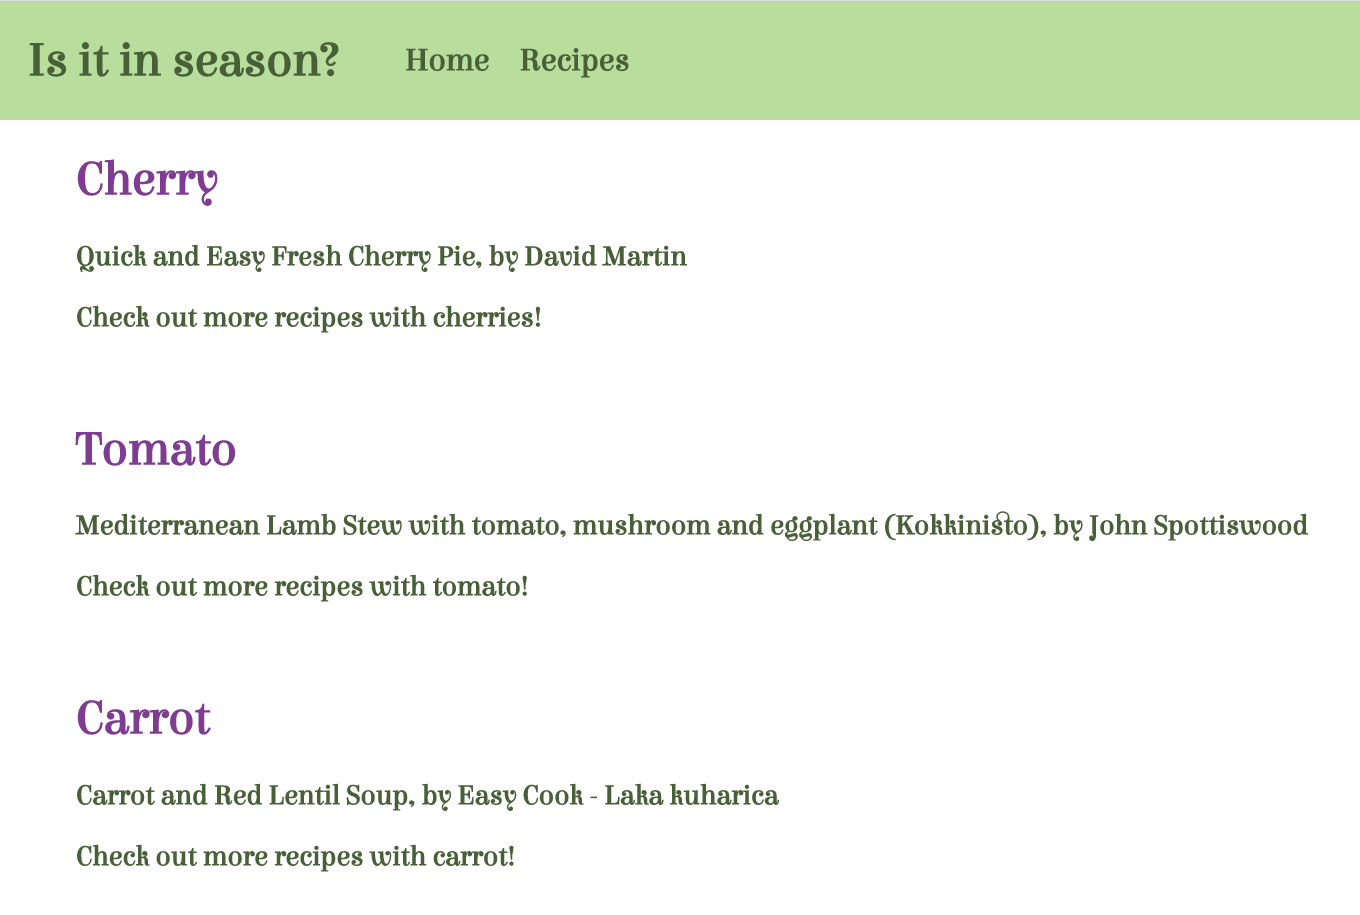 Is it in season? Home Recipes
Cherry
Quick and Easy Fresh Cherry Pie, by David Martin
Check out more recipes with cherries!
Tomato
Mediterranean Lamb Stew with tomato, mushroom and eggplant (Kokkinisto), by John Spottiswood
Check out more recipes with tomato!
Carrot
Carrot and Red Lentil Soup, by Easy Cook - Laka kuharica
Check out more recipes with carrot!